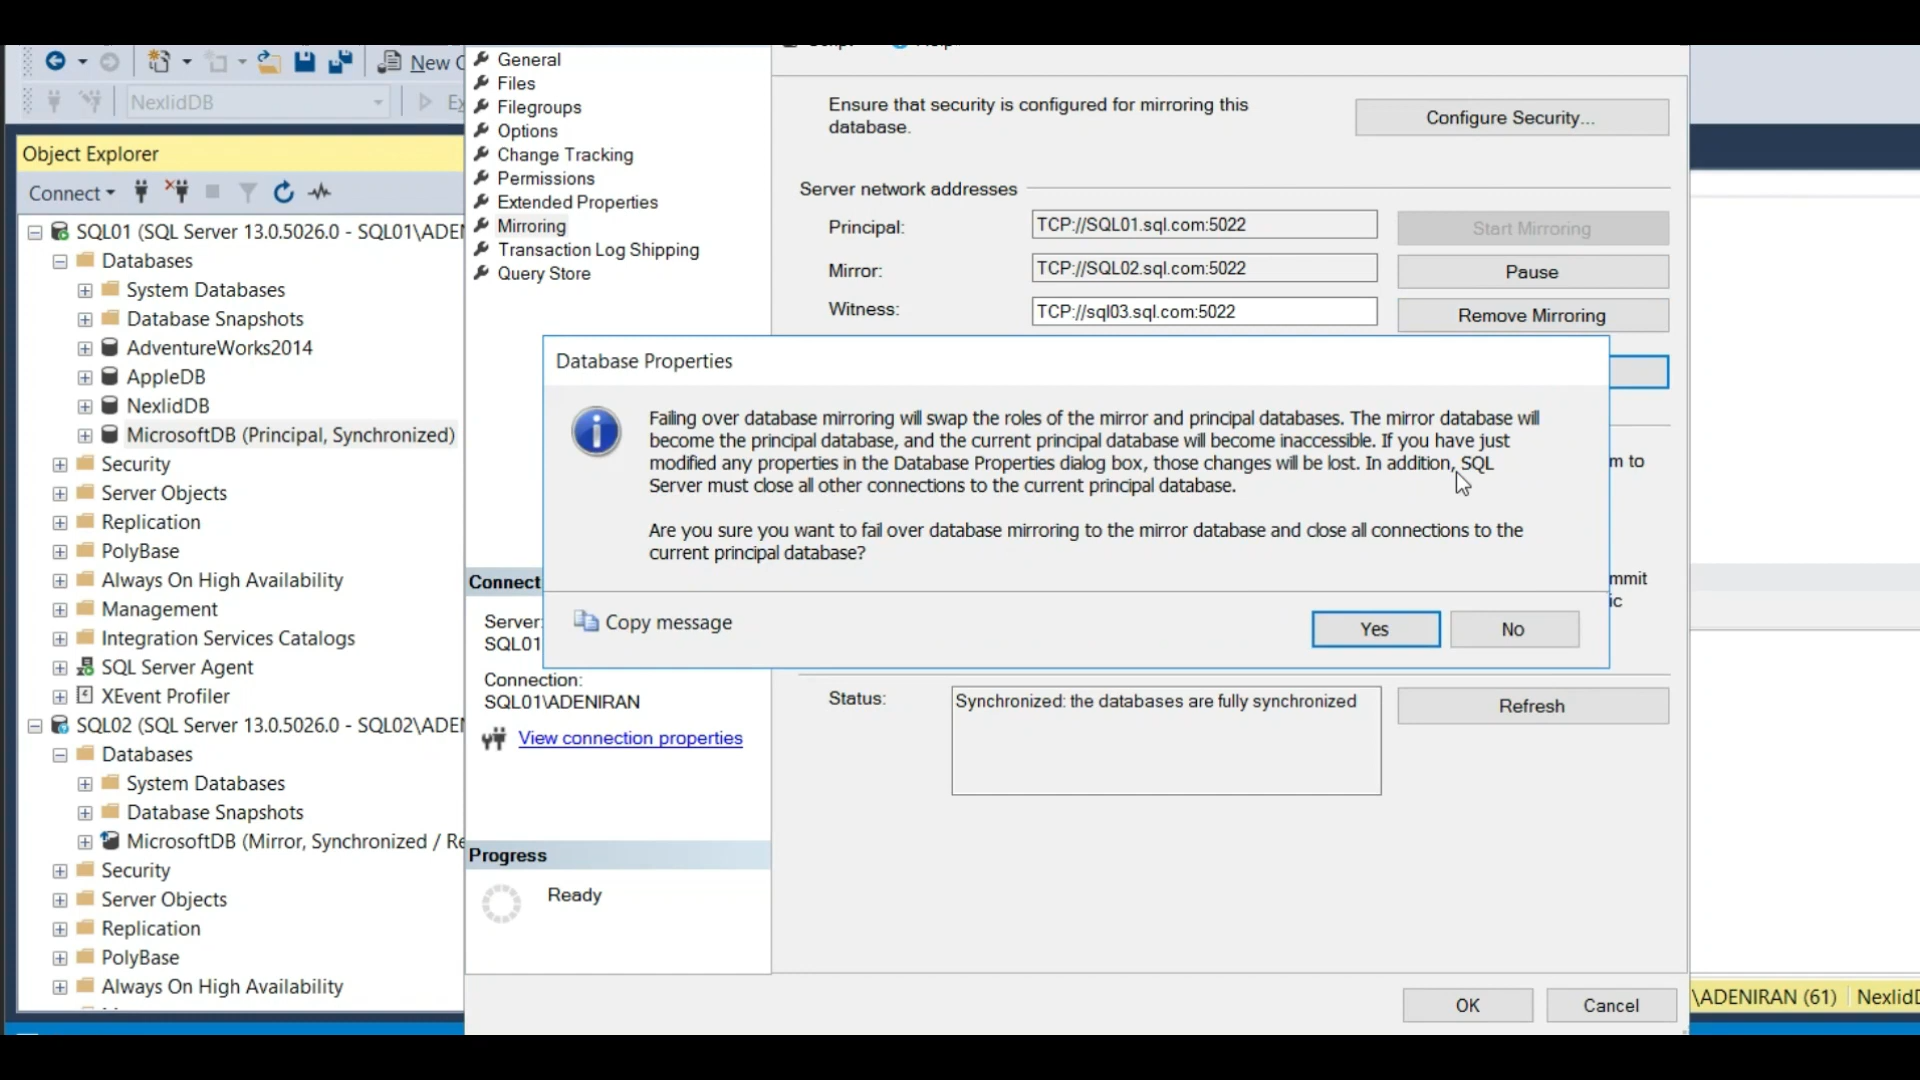 New
NexlidDB
Object Explorer
Connect
SQL01 (SQL Server 13.0.5026.0 - SQL01\ADEN
Databases
System Databases
Database Snapshots
AdventureWorks2014
AppleDB
NexlidDB
MicrosoftDB (Principal, Synchronized)
Security
Server Objects
Replication
PolyBase
Always On High Availability
Management
Integration Services Catalogs
SQL Server Agent
XEvent Profiler
SQL02 (SQL Server 13.0.5026.0 - SQL02\ADEN
Databases
System Databases
Database Snapshots
MicrosoftDB (Mirror, Synchronized / Re
Security
Server Objects
Replication
PolyBase
Always On High Availability
General
Files
Filegroups
Options
Change Tracking
Permissions
Extended Properties
Mirroring
Transaction Log Shipping
Query Store
Connect
Server:
SQL01
Connection:
SQL01\ADENIRAN
View connection properties
Progress
Ready
Ensure that security is configured for mirroring this
database.
Configure Security...
Server network addresses
Principal:
TCP://SQL01.sql.com:5022
Start Mirroring
Mirror:
TCP://SQL02.sql.com:5022
Pause
Witness:
TCP://sql03.sql.com:5022
Remove Mirroring
Database Properties
Failing over database mirroring will swap the roles of the mirror and principal databases. The mirror database will
become the principal database, and the current principal database will become inaccessible. If you have just
modified any properties in the Database Properties dialog box, those changes will be lost. In addition, SQL
Server must close all other connections to the current principal database.
Are you sure you want to fail over database mirroring to the mirror database and close all connections to the
current principal database?
Copy message
Yes
No
m to
mmit
ic
Status:
Synchronized: the databases are fully synchronized
Refresh
OK
Cancel
\ADENIRAN (61)
NexlidD